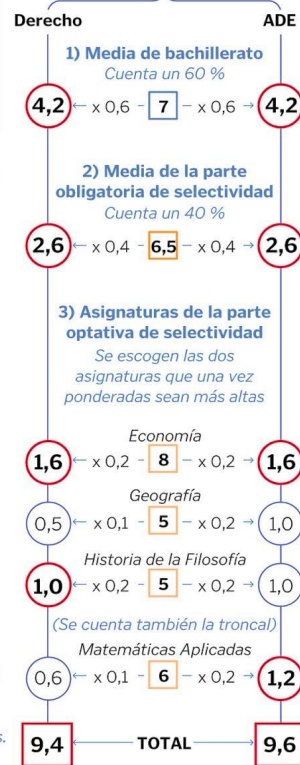 Derecho ADE
1) Media de bachillerato
Cuenta un 60 %
4,2 ← x 0,6 - 7 - x 0,6 → 4,2
2) Media de la parte
obligatoria de selectividad
Cuenta un 40 %
2,6 ← x 0,4 - 6,5 - x 0,4 → 2,6
3) Asignaturas de la parte
optativa de selectividad
Se escogen las dos
asignaturas que una vez
ponderadas sean más altas
Economía
1,6 ← x 0,2 - 8 - x 0,2 → 1,6
Geografía
0,5 ← x 0,1 - 5 - x 0,2 → 1,0
Historia de la Filosofía
1,0 ← x 0,2 - 5 - x 0,2 → 1,0
(Se cuenta también la troncal)
Matemáticas Aplicadas
0,6 ← x 0,1 - 6 - x 0,2 → 1,2
9,4 ← TOTAL → 9,6